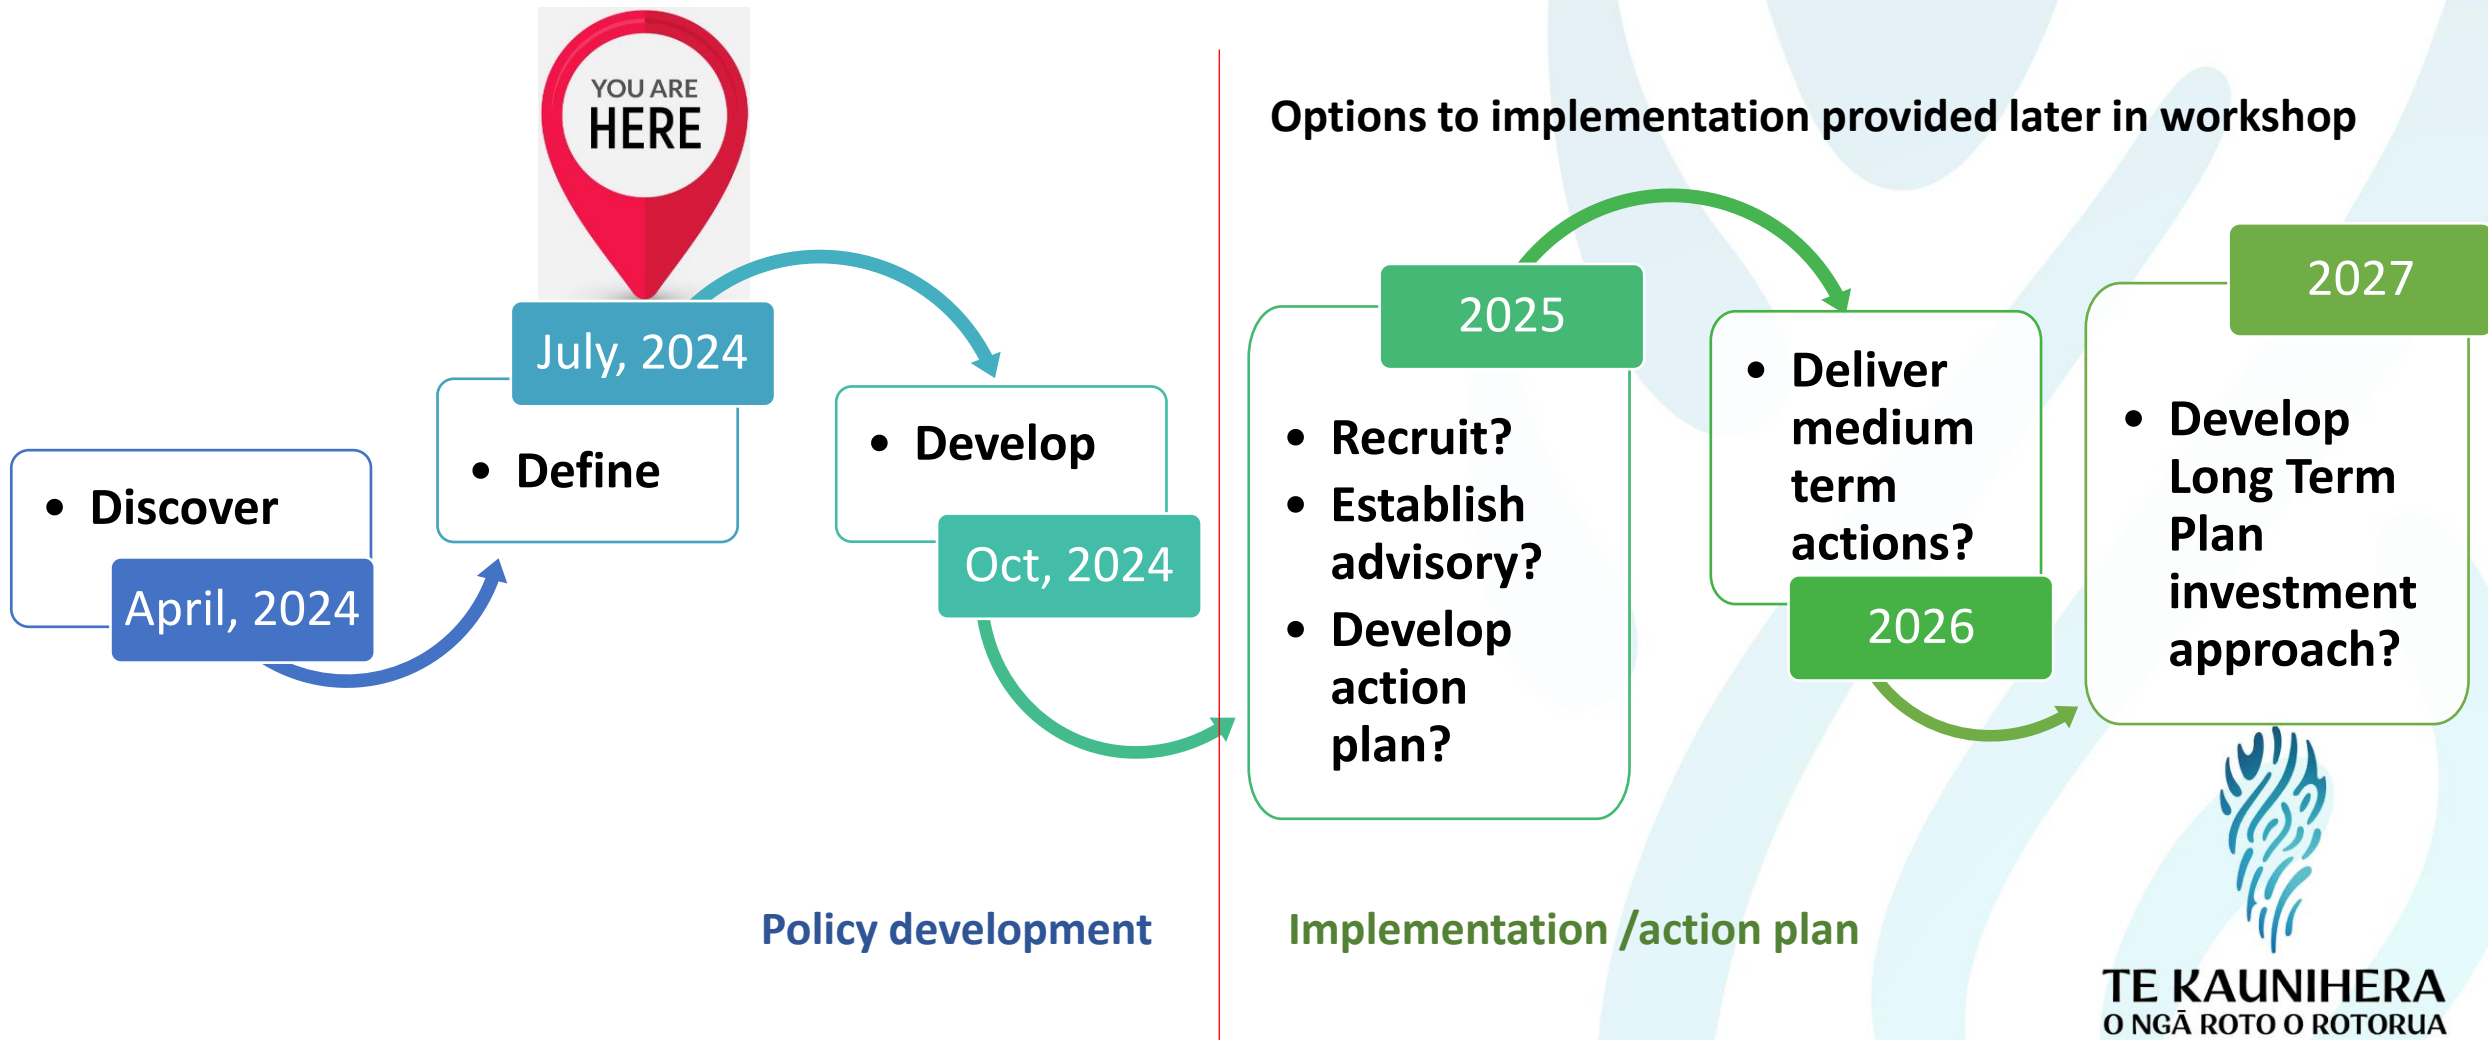 YOU ARE
HERE
Options to implementation provided later in workshop
• Discover
April, 2024
July, 2024
• Define
• Develop
Oct, 2024
2025
• Recruit?
• Establish
advisory?
• Develop
action
plan?
• Deliver
medium
term
actions?
2026
2027
• Develop
Long Term
Plan
investment
approach?
Policy development
Implementation /action plan
TE KAUNIHERA
O NGĀ ROTO O ROTORUA